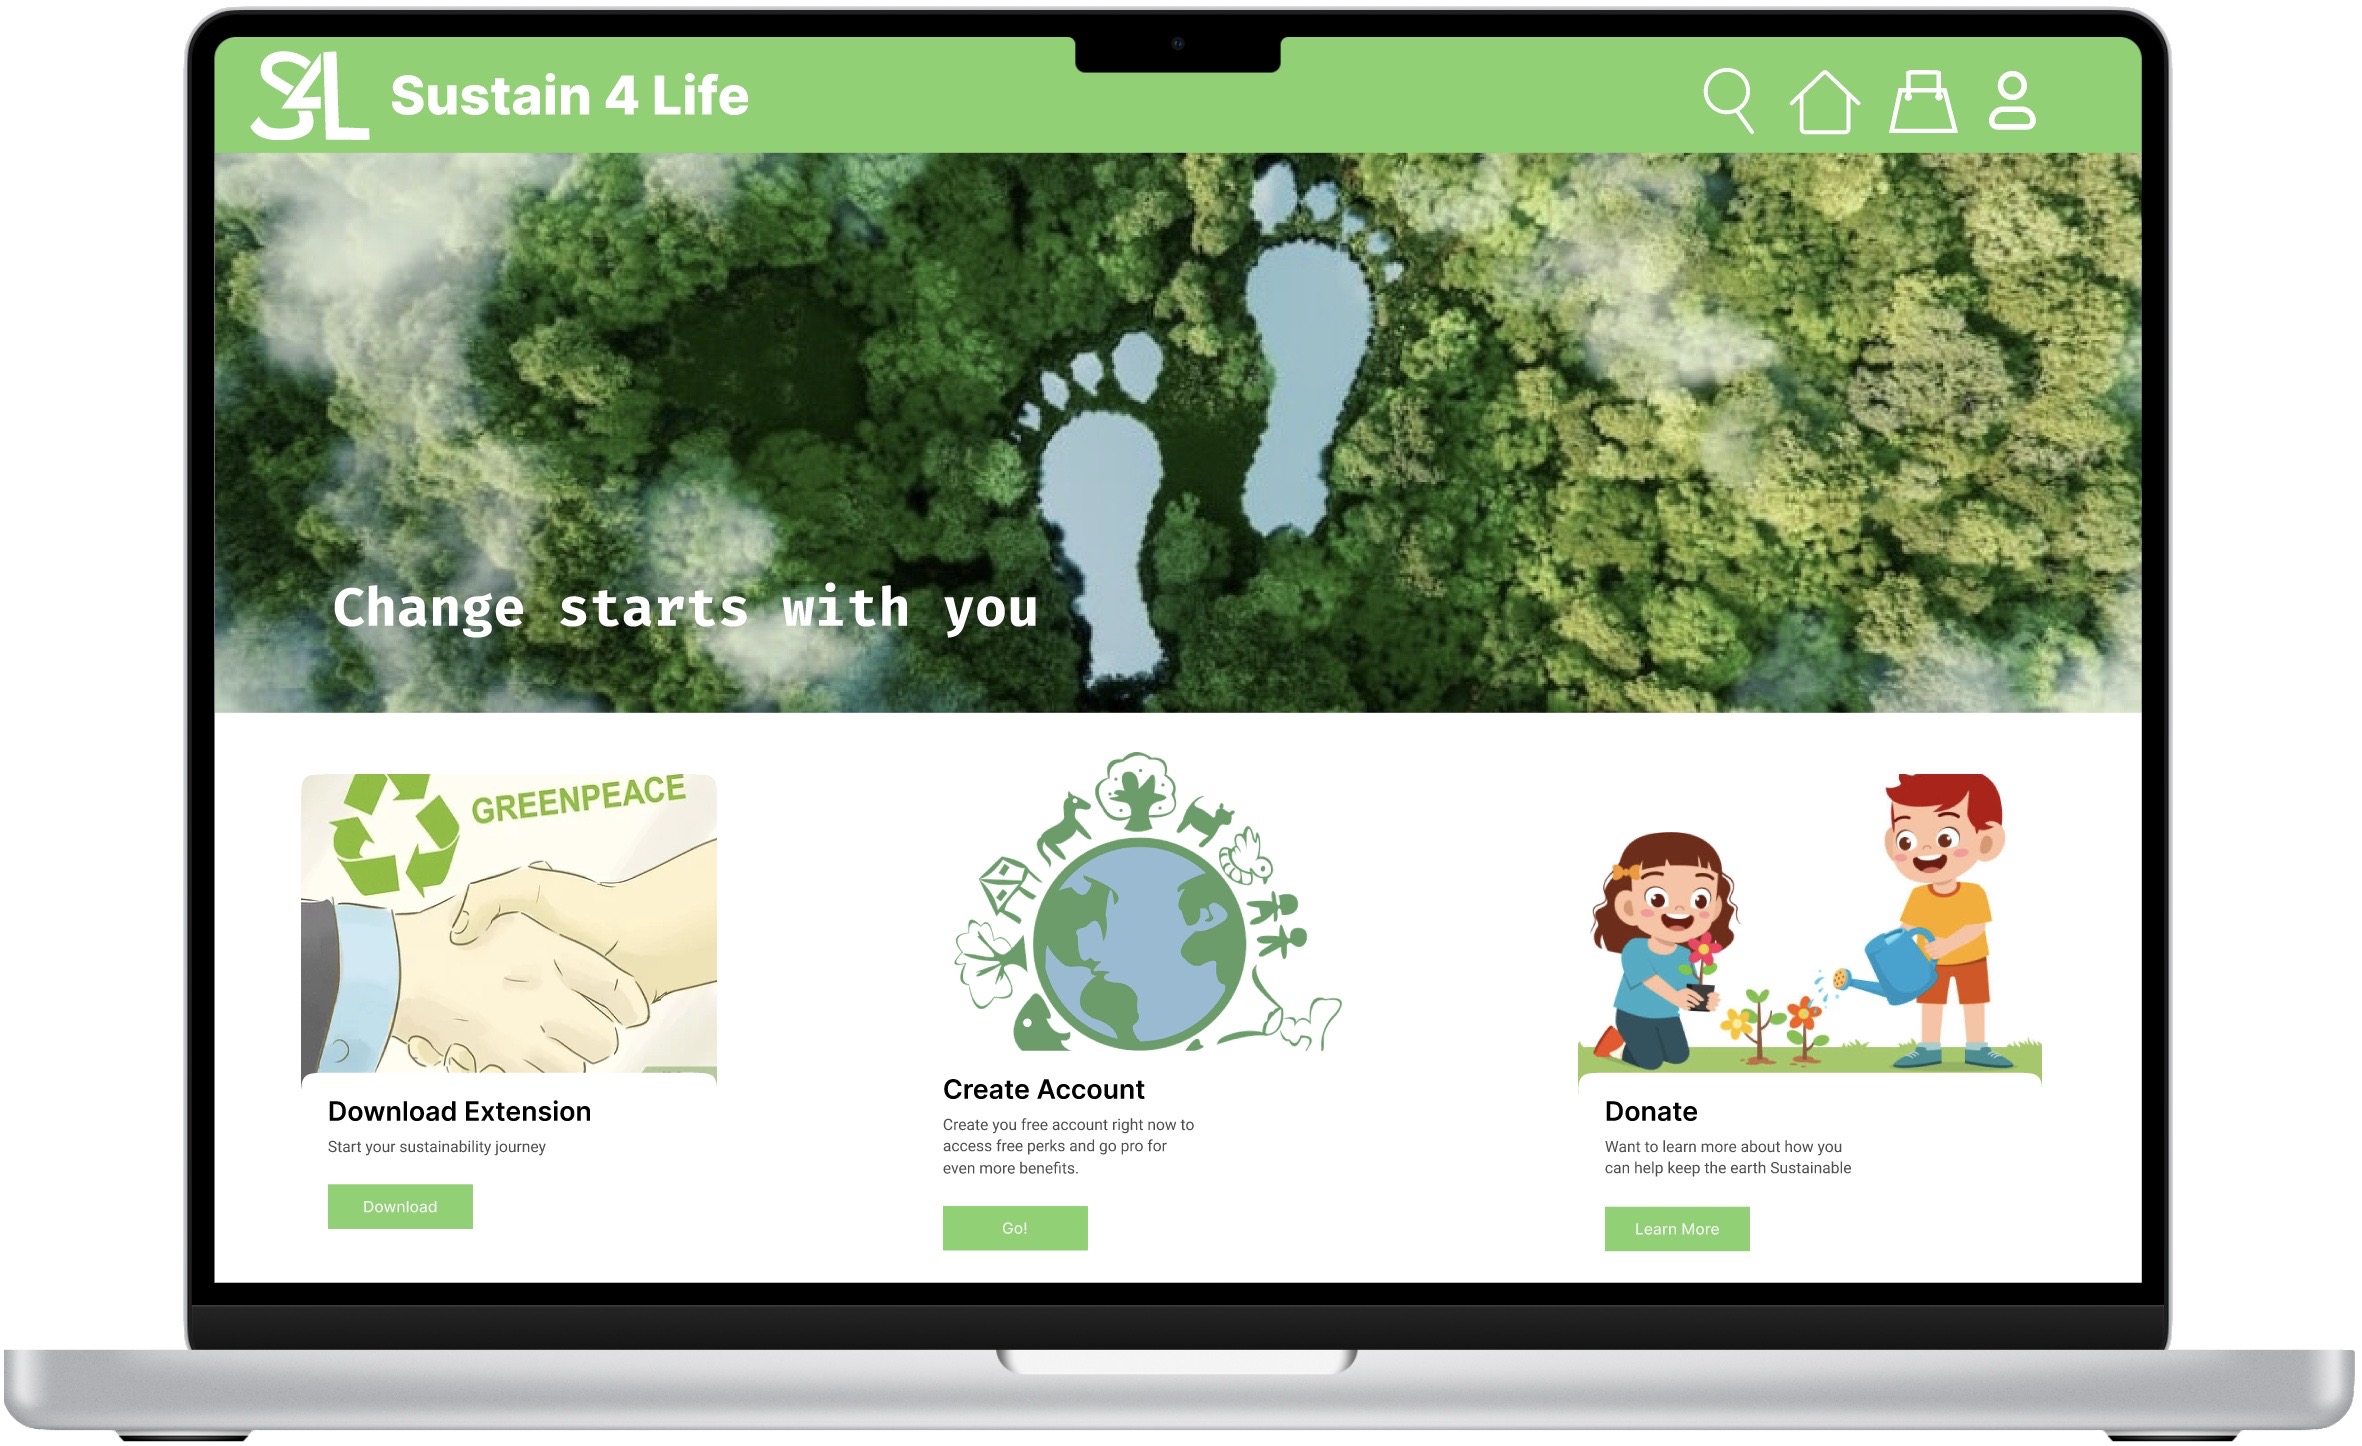 S4L Sustain 4 Life
Change starts with you
GREENPEACE
Download Extension
Start your sustainability journey
Download
Create Account
Create you free account right now to
access free perks and go pro for
even more benefits.
Go!
Donate
Want to learn more about how you
can help keep the earth Sustainable
Learn More